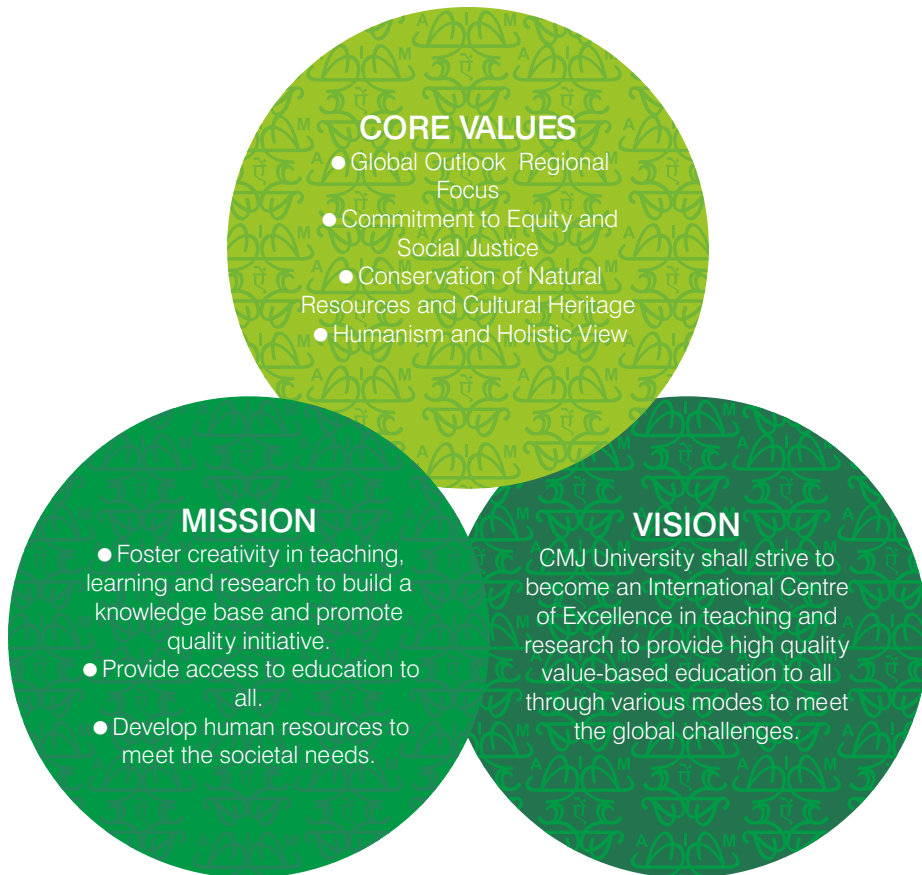 CORE VALUES
● Global Outlook Regional
Focus
● Commitment to Equity and
Social Justice
● Conservation of Natural
Resources and Cultural Heritage
● Humanism and Holistic View
MISSION
● Foster creativity in teaching,
learning and research to build a
knowledge base and promote
quality initiative.
● Provide access to education to
all.
● Develop human resources to
meet the societal needs.
VISION
CMJ University shall strive to
become an International Centre
of Excellence in teaching and
research to provide high quality
value-based education to all
through various modes to meet
the global challenges.